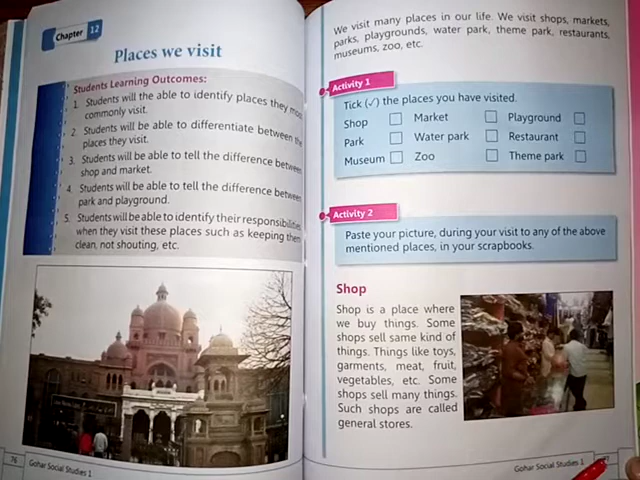 Chapter 12
Places we visit
Students Learning Outcomes:
1. Students will the able to identify places they most
commonly visit.
2. Students will be able to differentiate between the
places they visit.
3. Students will be able to tell the difference between
shop and market.
4. Students will be able to tell the difference between
park and playground.
5. Students will be able to identify their responsibilities
when they visit these places such as keeping them
clean, not shouting, etc.
76
Gohar Social Studies 1
We visit many places in our life. We visit shops, markets,
parks, playgrounds, water park, theme park, restaurants,
museums, zoo, etc.
Activity 1
Tick (✓) the places you have visited.
Shop Market Playground
Park Water park Restaurant
Museum Zoo Theme park
Activity 2
Paste your picture, during your visit to any of the above
mentioned places, in your scrapbooks.
Shop
Shop is a place where
we buy things. Some
shops sell same kind of
things. Things like toys,
garments, meat, fruit,
vegetables, etc. Some
shops sell many things.
Such shops are called
general stores.
Gohar Social Studies 1